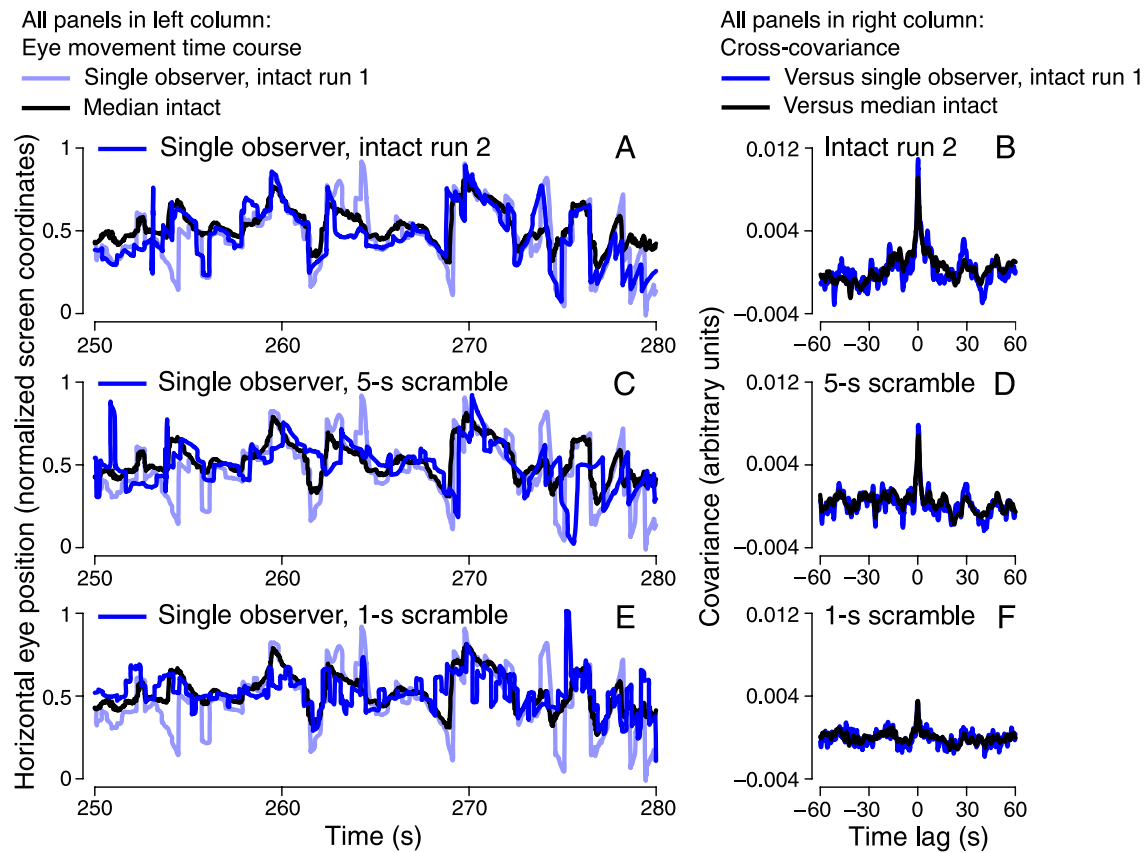 All panels in left column:
Eye movement time course
Single observer, intact run 1
Median intact
All panels in right column:
Cross-covariance
Versus single observer, intact run 1
Versus median intact
Horizontal eye position (normalized screen coordinates)
Single observer, intact run 2
A
1
0.5
0
250
260
270
280
Intact run 2
B
0.012
0.004
−0.004
−60
−30
0
30
60
Single observer, 5-s scramble
C
1
0.5
0
250
260
270
280
Covariance (arbitrary units)
5-s scramble
D
0.012
0.004
−0.004
−60
−30
0
30
60
Single observer, 1-s scramble
E
1
0.5
0
250
260
270
280
Time (s)
1-s scramble
F
0.012
0.004
−0.004
−60
−30
0
30
60
Time lag (s)